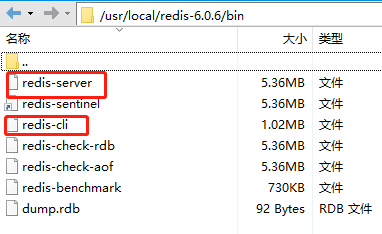 /usr/local/redis-6.0.6/bin
名称 大小 类型
..
redis-server 5.36MB 文件
redis-sentinel 5.36MB 文件
redis-cli 1.02MB 文件
redis-check-rdb 5.36MB 文件
redis-check-aof 5.36MB 文件
redis-benchmark 730KB 文件
dump.rdb 92 Bytes RDB 文件